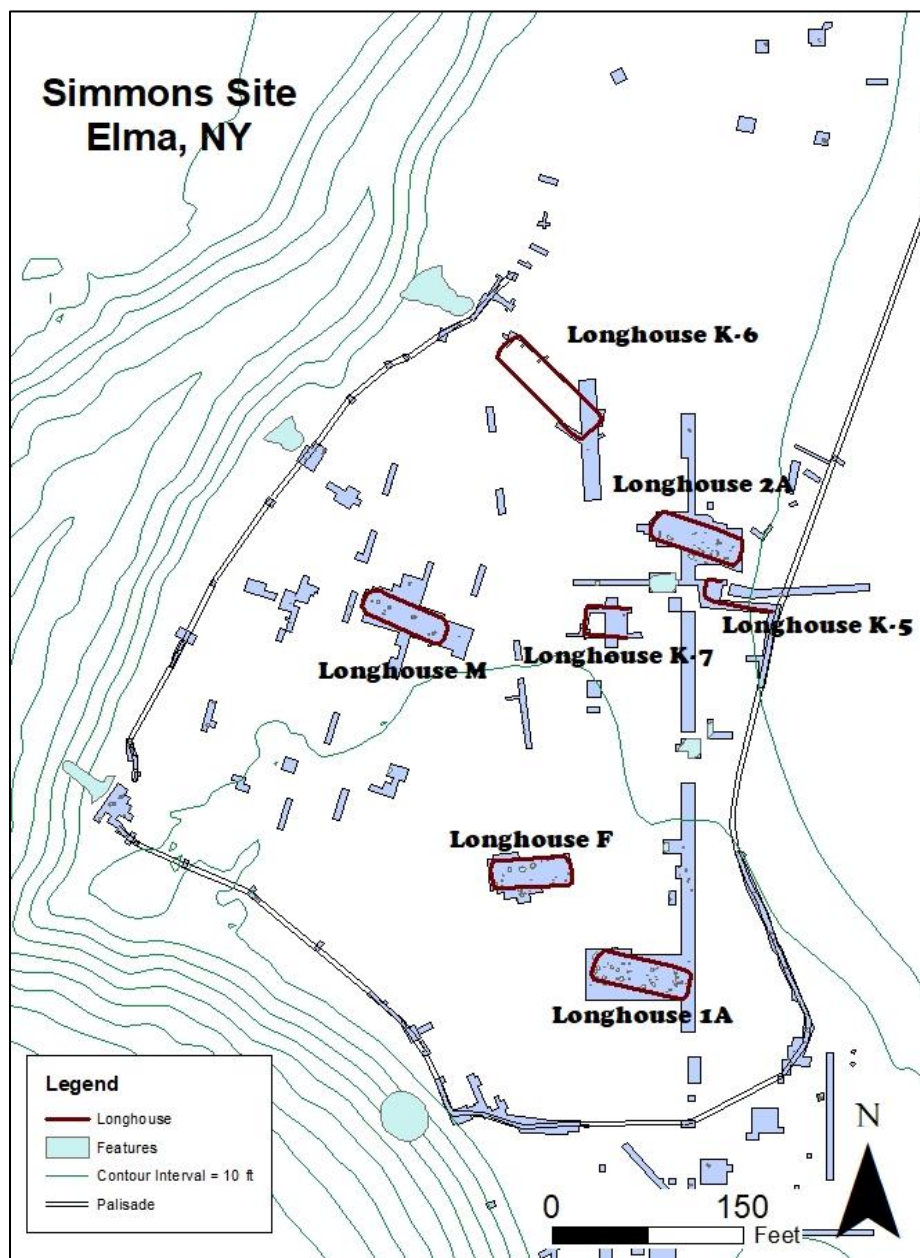 Simmons Site
Elma, NY
Longhouse K-6
Longhouse 2A
Longhouse K-5
Longhouse K-7
Longhouse M
Longhouse F
Longhouse 1A
Legend
Longhouse
Features
Contour Interval = 10 ft
Palisade
N
0 150
Feet